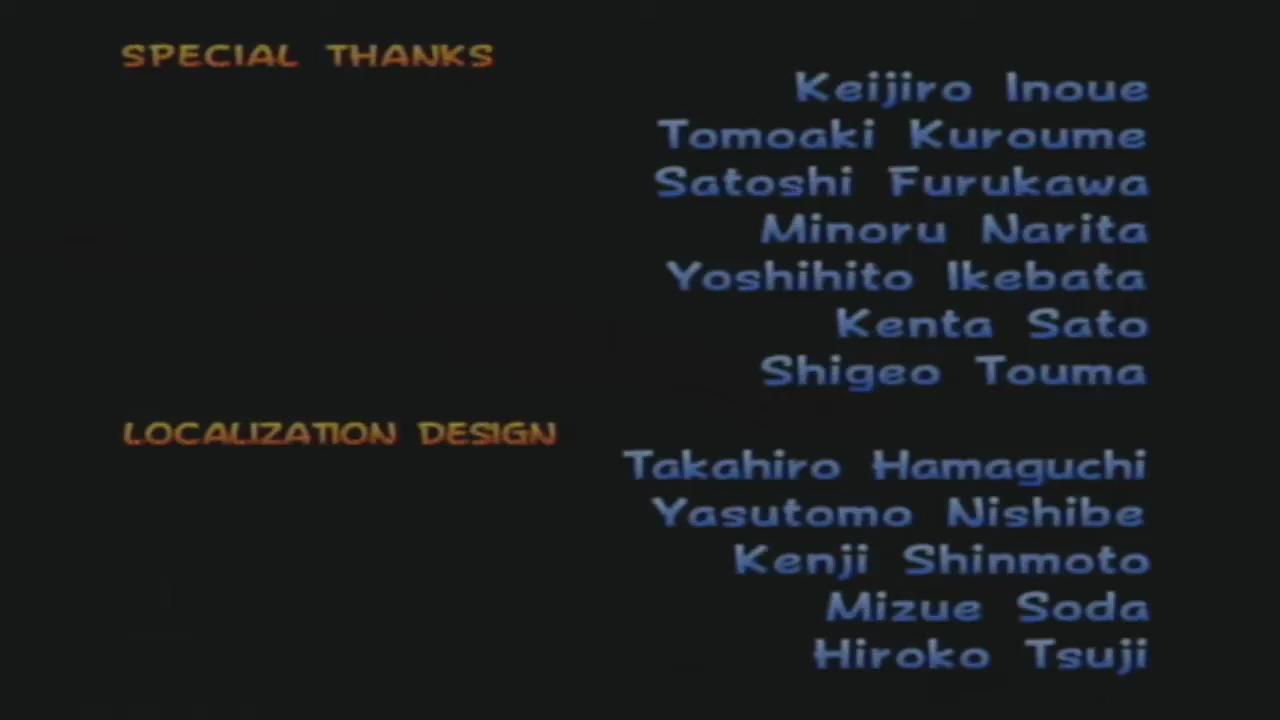 SPECIAL THANKS
Keijiro Inoue
Tomoaki Kuroume
Satoshi Furukawa
Minoru Narita
Yoshihito Ikebata
Kenta Sato
Shigeo Touma
LOCALIZATION DESIGN
Takahiro Hamaguchi
Yasutomo Nishibe
Kenji Shinmoto
Mizue Soda
Hiroko Tsuji